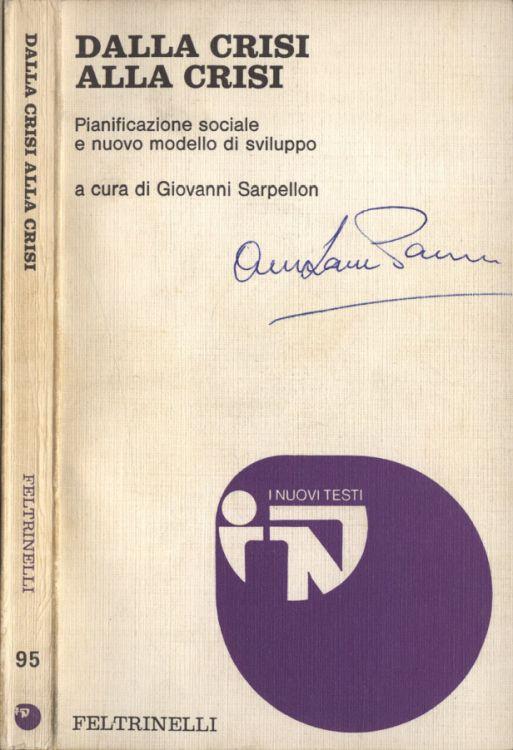 DALLA CRISI ALLA CRISI
FELTRINELLI
95
DALLA CRISI
ALLA CRISI
Pianificazione sociale
e nuovo modello di sviluppo
a cura di Giovanni Sarpellon
I NUOVI TESTI
FELTRINELLI